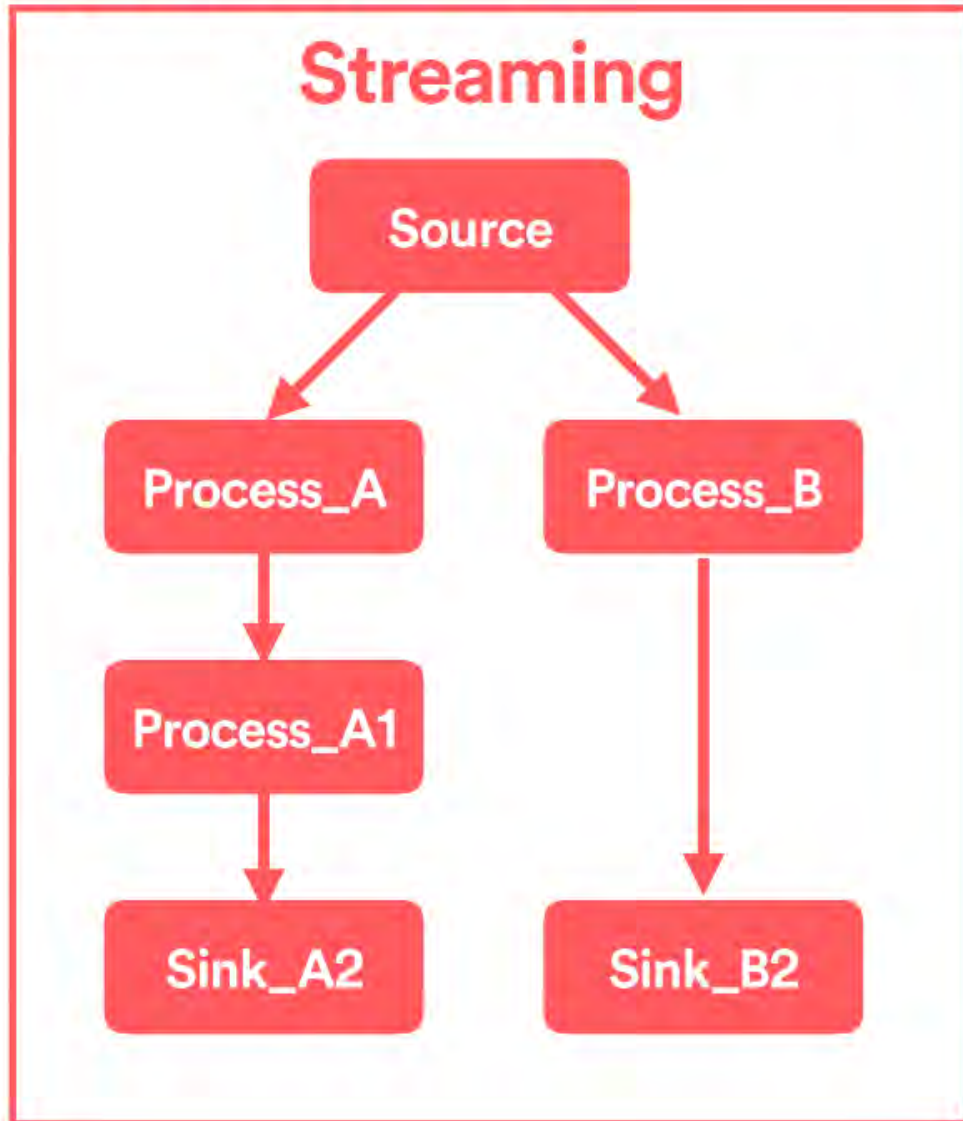 Streaming
Source
Process_A
Process_B
Process_A1
Sink_A2
Sink_B2